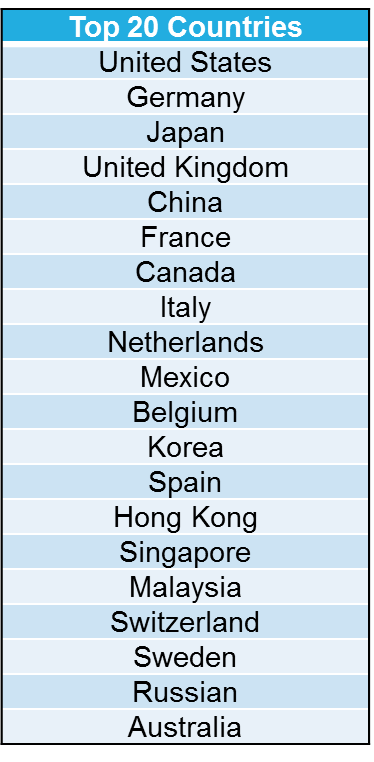 Top 20 Countries
United States
Germany
Japan
United Kingdom
China
France
Canada
Italy
Netherlands
Mexico
Belgium
Korea
Spain
Hong Kong
Singapore
Malaysia
Switzerland
Sweden
Russian
Australia